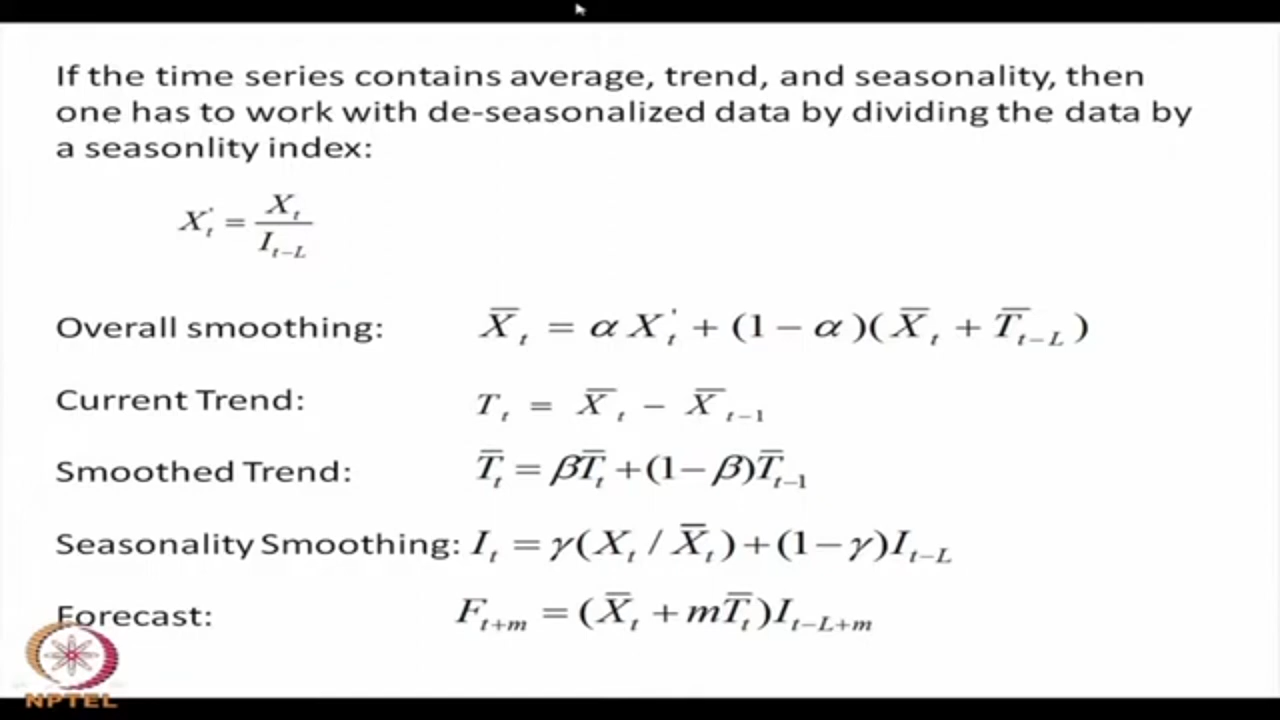 If the time series contains average, trend, and seasonality, then
one has to work with de-seasonalized data by dividing the data by
a seasonlity index:
X'_t = X_t / I_{t-L}
Overall smoothing: X̅_t = α X'_t + (1 − α)(X̅_t + T̅_{t-L})
Current Trend: T_t = X̅_t − X̅_{t-1}
Smoothed Trend: T̅_t = βT̅_t + (1−β)T̅_{t-1}
Seasonality Smoothing: I_t = γ(X_t / X̅_t) + (1−γ)I_{t-L}
Forecast: F_{t+m} = (X̅_t + mT̅_t)I_{t-L+m}
NPTEL